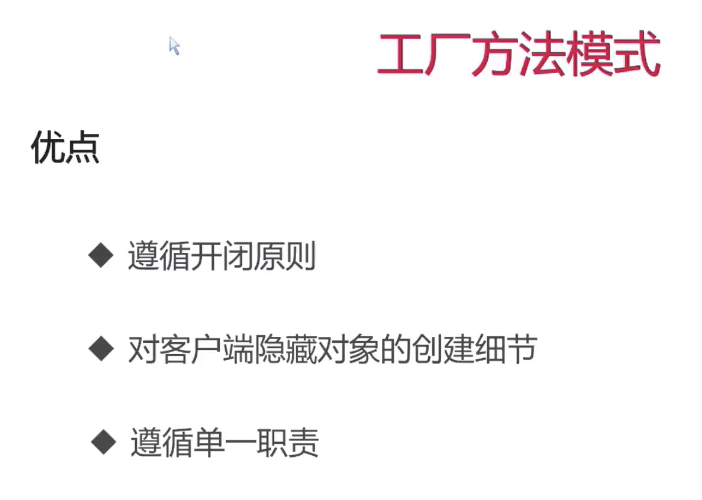 工厂方法模式
优点
◆ 遵循开闭原则
◆ 对客户端隐藏对象的创建细节
◆ 遵循单一职责